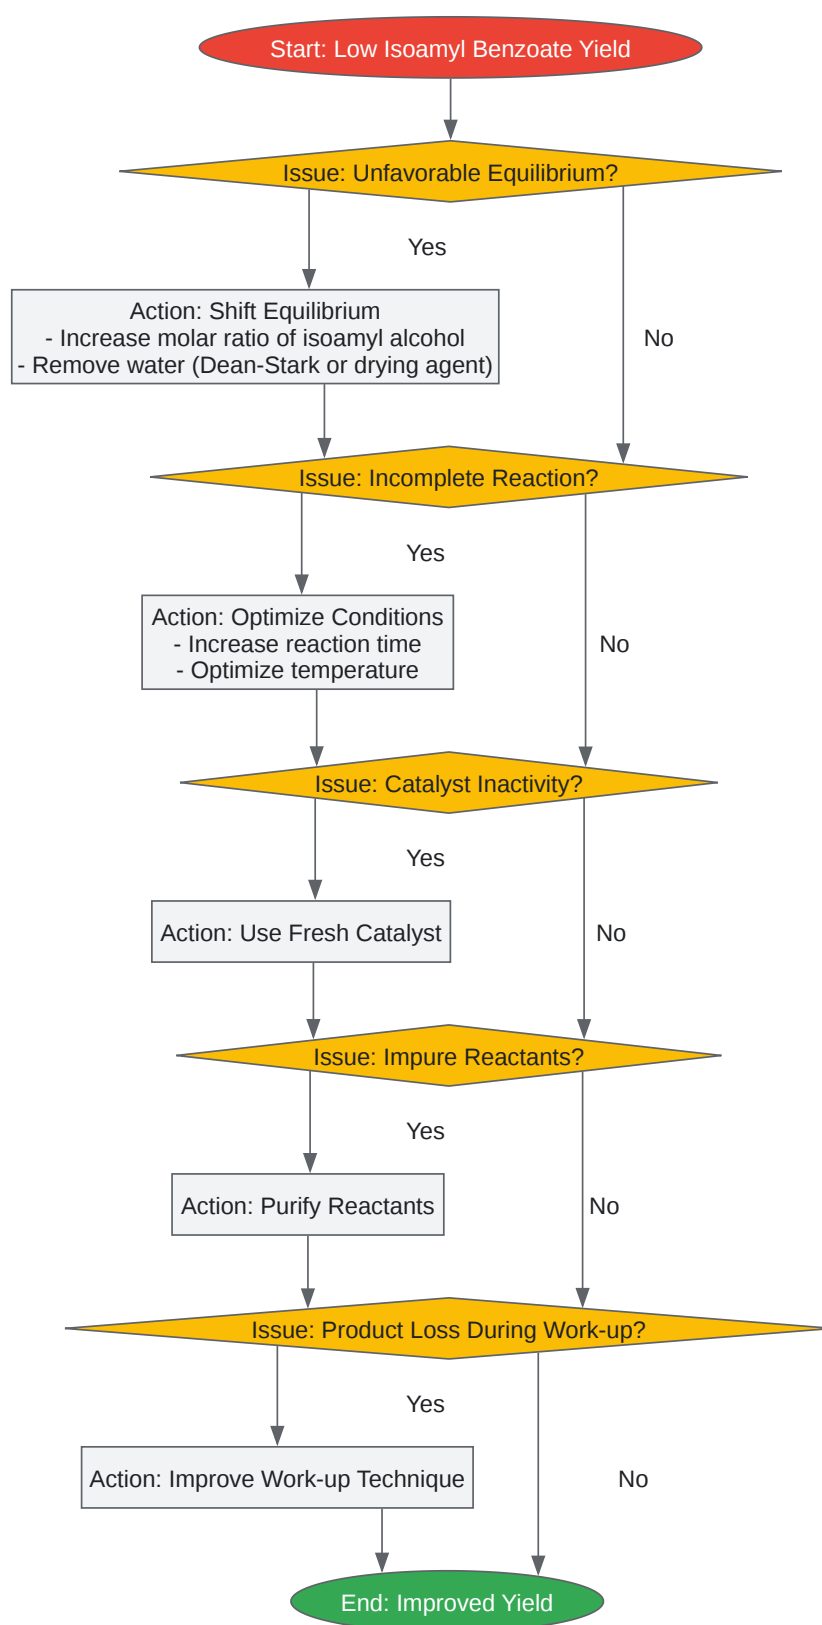 Start: Low Isoamyl Benzoate Yield
Issue: Unfavorable Equilibrium?
Yes
Action: Shift Equilibrium
- Increase molar ratio of isoamyl alcohol
- Remove water (Dean-Stark or drying agent)
No
Issue: Incomplete Reaction?
Yes
Action: Optimize Conditions
- Increase reaction time
- Optimize temperature
No
Issue: Catalyst Inactivity?
Yes
Action: Use Fresh Catalyst
No
Issue: Impure Reactants?
Yes
Action: Purify Reactants
No
Issue: Product Loss During Work-up?
Yes
Action: Improve Work-up Technique
No
End: Improved Yield